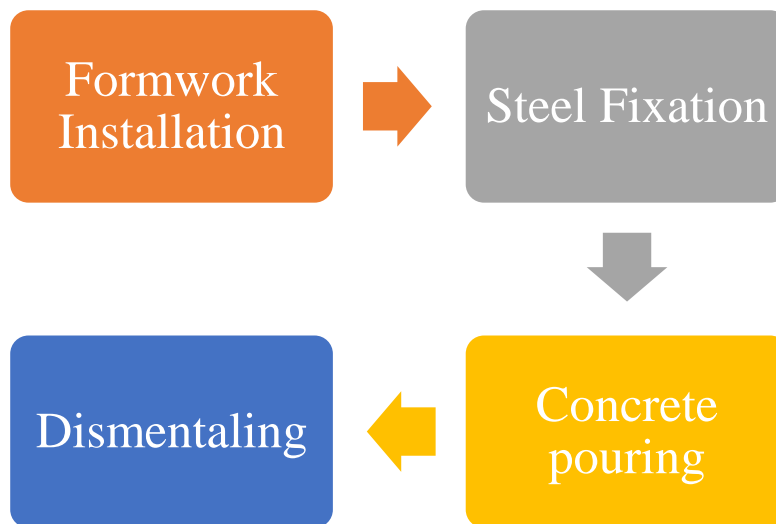 Formwork
Installation
Steel Fixation
Concrete
pouring
Dismentaling